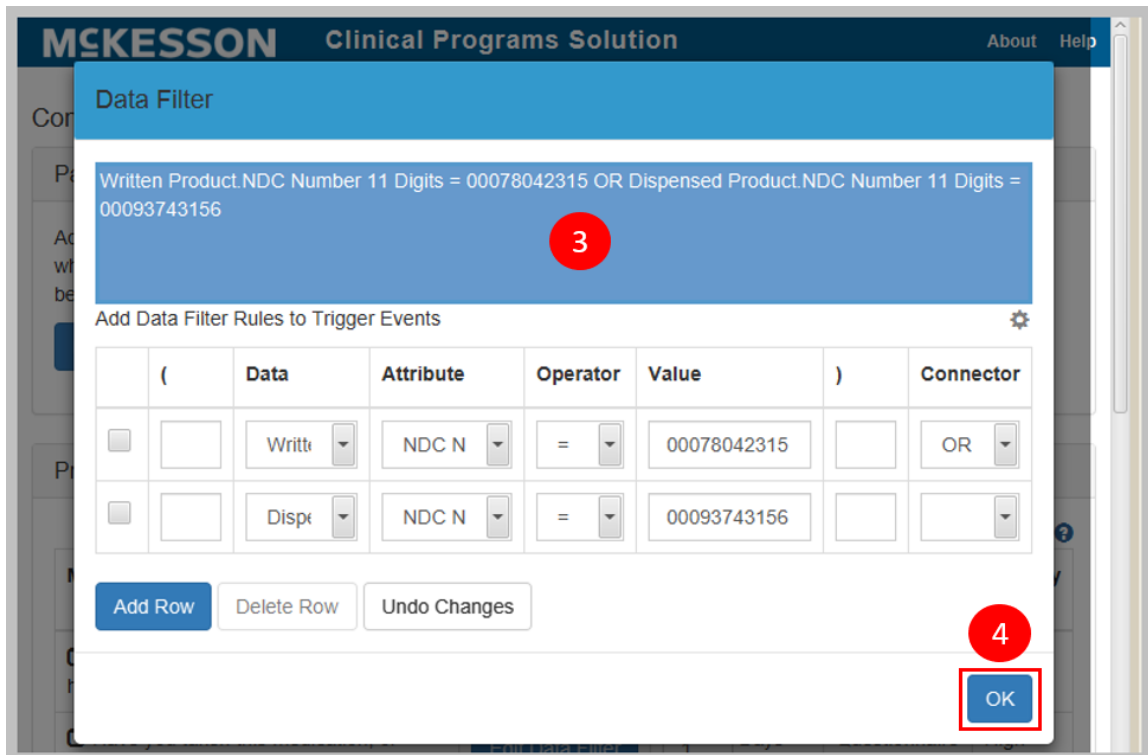 MCKESSON Clinical Programs Solution About Help
Data Filter
Written Product.NDC Number 11 Digits = 00078042315 OR Dispensed Product.NDC Number 11 Digits =
00093743156
3
Add Data Filter Rules to Trigger Events
( Data Attribute Operator Value ) Connector
Writte NDC N = 00078042315 OR
Dispe NDC N = 00093743156
Add Row Delete Row Undo Changes
4
OK